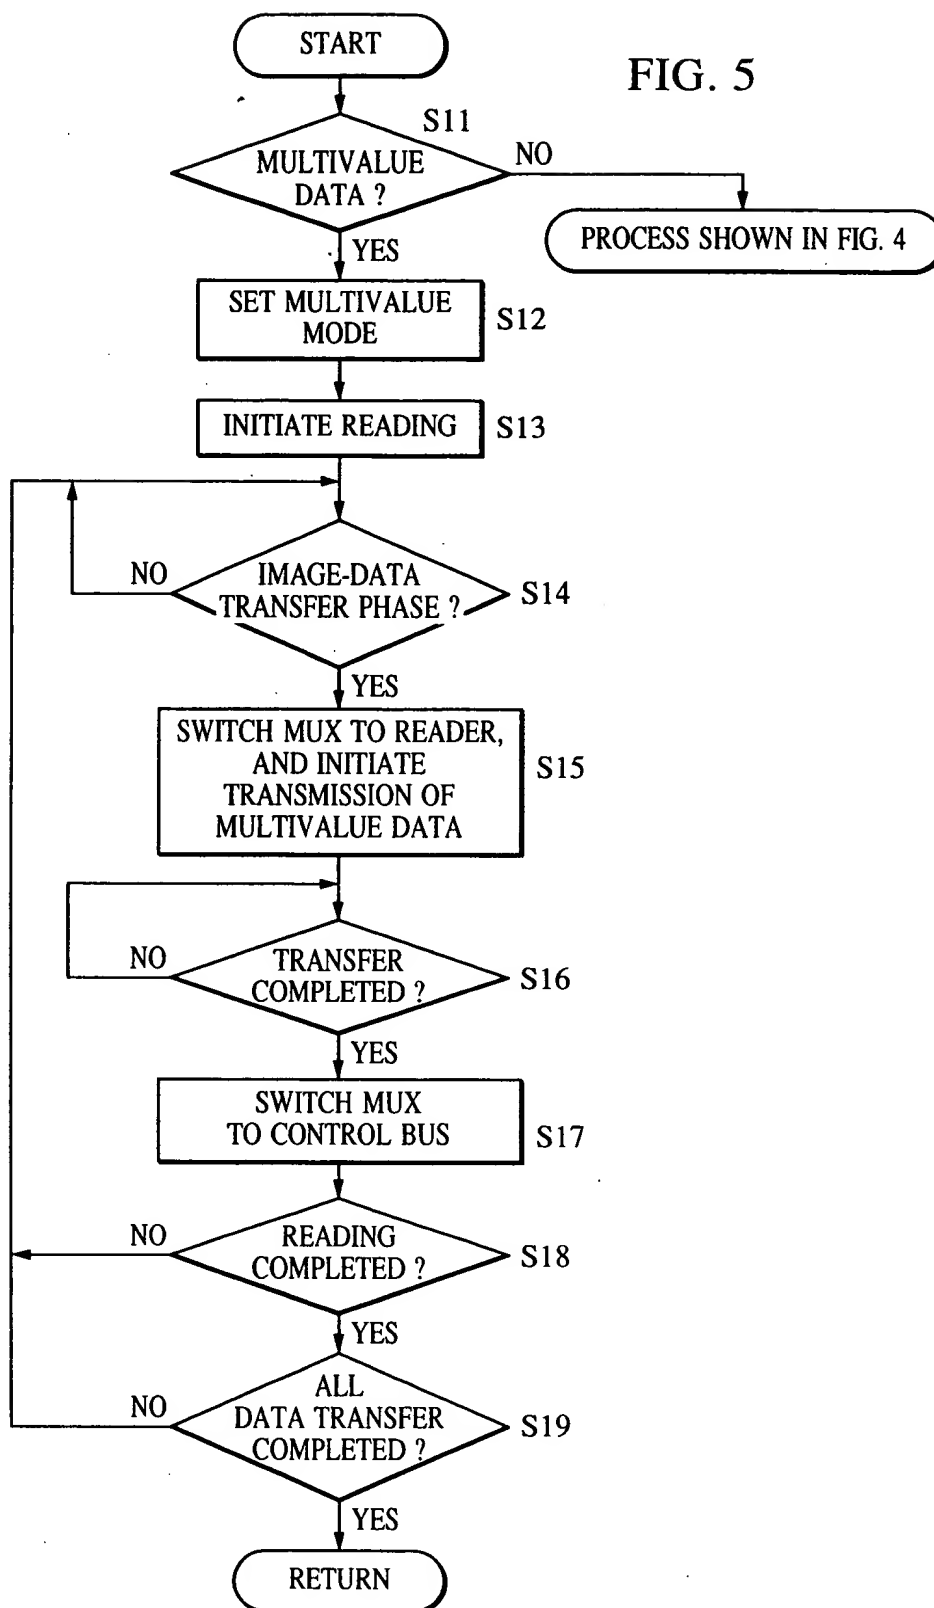 START
FIG. 5
S11
MULTIVALUE
DATA ?
NO
PROCESS SHOWN IN FIG. 4
YES
SET MULTIVALUE
MODE
S12
INITIATE READING
S13
NO
IMAGE-DATA
TRANSFER PHASE ?
S14
YES
SWITCH MUX TO READER,
AND INITIATE
TRANSMISSION OF
MULTIVALUE DATA
S15
NO
TRANSFER
COMPLETED ?
S16
YES
SWITCH MUX
TO CONTROL BUS
S17
NO
READING
COMPLETED ?
S18
YES
NO
ALL
DATA TRANSFER
COMPLETED ?
S19
YES
RETURN